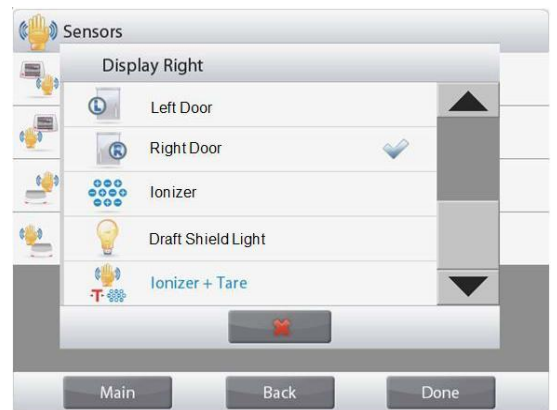 Sensors
Display Right
L Left Door
R Right Door
Ionizer
Draft Shield Light
·T· Ionizer + Tare
Main Back Done